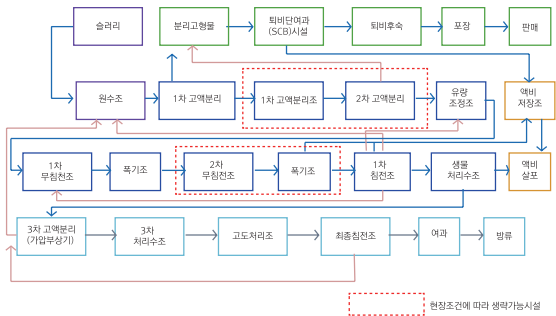 슬러리
분리고형물
퇴비단여과
(SCB)시설
퇴비후숙
포장
판매
원수조
1차 고액분리
1차 고액분리조
2차 고액분리
유량
조정조
액비
저장조
1차
무침전조
폭기조
2차
무침전조
폭기조
1차
침전조
생물
처리수조
액비
살포
3차 고액분리
(가압부상기)
3차
처리수조
고도처리조
최종침전조
여과
방류
현장조건에 따라 생략가능시설